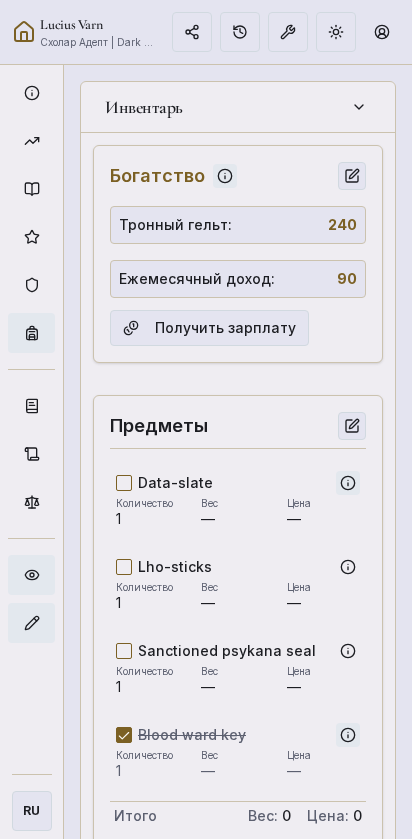 Lucius Varn
Схолар Адепт | Dark ...
Инвентарь
Богатство
Тронный гельт: 240
Ежемесячный доход: 90
Получить зарплату
Предметы
Data-slate
Количество Вес Цена
1 — —
Lho-sticks
Количество Вес Цена
1 — —
Sanctioned psykana seal
Количество Вес Цена
1 — —
Blood ward key
Количество Вес Цена
1 — —
Итого Вес: 0 Цена: 0
RU